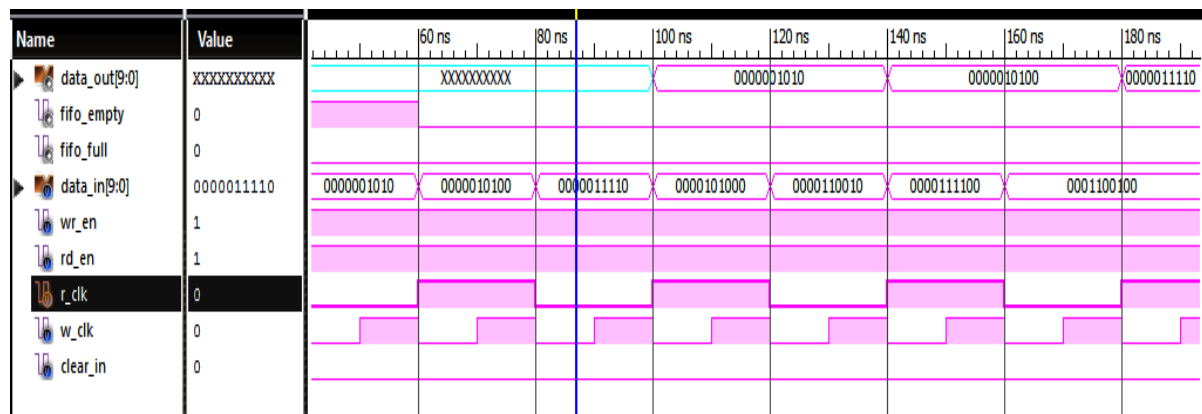 Name Value 60 ns 80 ns 100 ns 120 ns 140 ns 160 ns 180 ns
data_out[9:0] XXXXXXXXXX XXXXXXXXXX 0000001010 0000010100 0000011110
fifo_empty 0
fifo_full 0
data_in[9:0] 0000011110 0000001010 0000010100 0000011110 0000101000 0000110010 0000111100 0001100100
wr_en 1
rd_en 1
r_clk 0
w_clk 0
clear_in 0